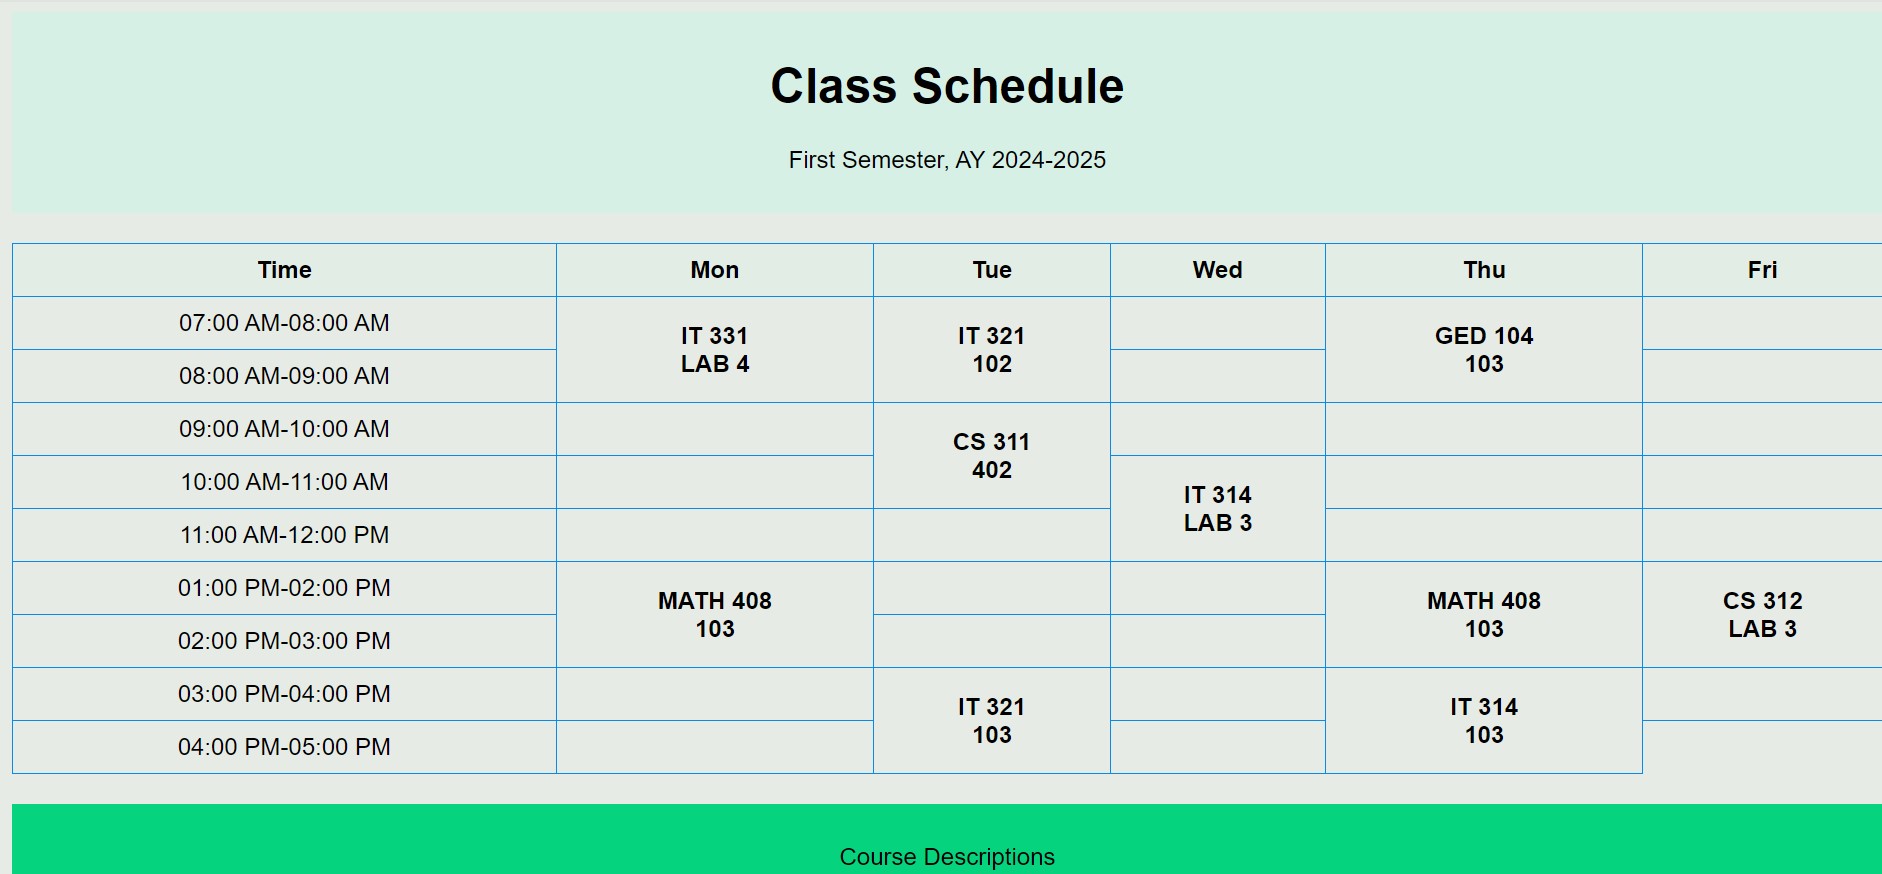 Class Schedule
First Semester, AY 2024-2025
Time Mon Tue Wed Thu Fri
07:00 AM-08:00 AM
IT 331
LAB 4
IT 321
102
GED 104
103
08:00 AM-09:00 AM
09:00 AM-10:00 AM
CS 311
402
10:00 AM-11:00 AM
IT 314
LAB 3
11:00 AM-12:00 PM
01:00 PM-02:00 PM
MATH 408
103
MATH 408
103
CS 312
LAB 3
02:00 PM-03:00 PM
03:00 PM-04:00 PM
IT 321
103
IT 314
103
04:00 PM-05:00 PM
Course Descriptions